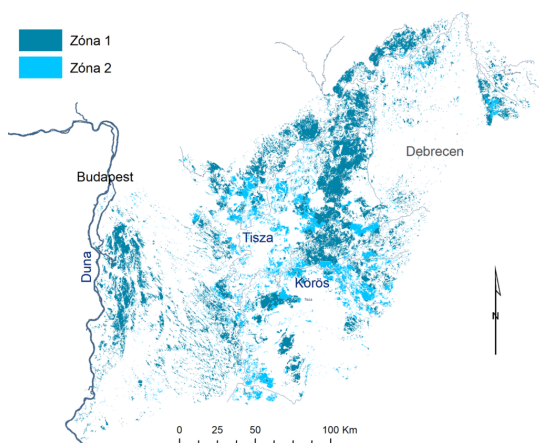 Zóna 1
Zóna 2
Debrecen
Budapest
Tisza
Duna
Körös
N
0 25 50 100 Km